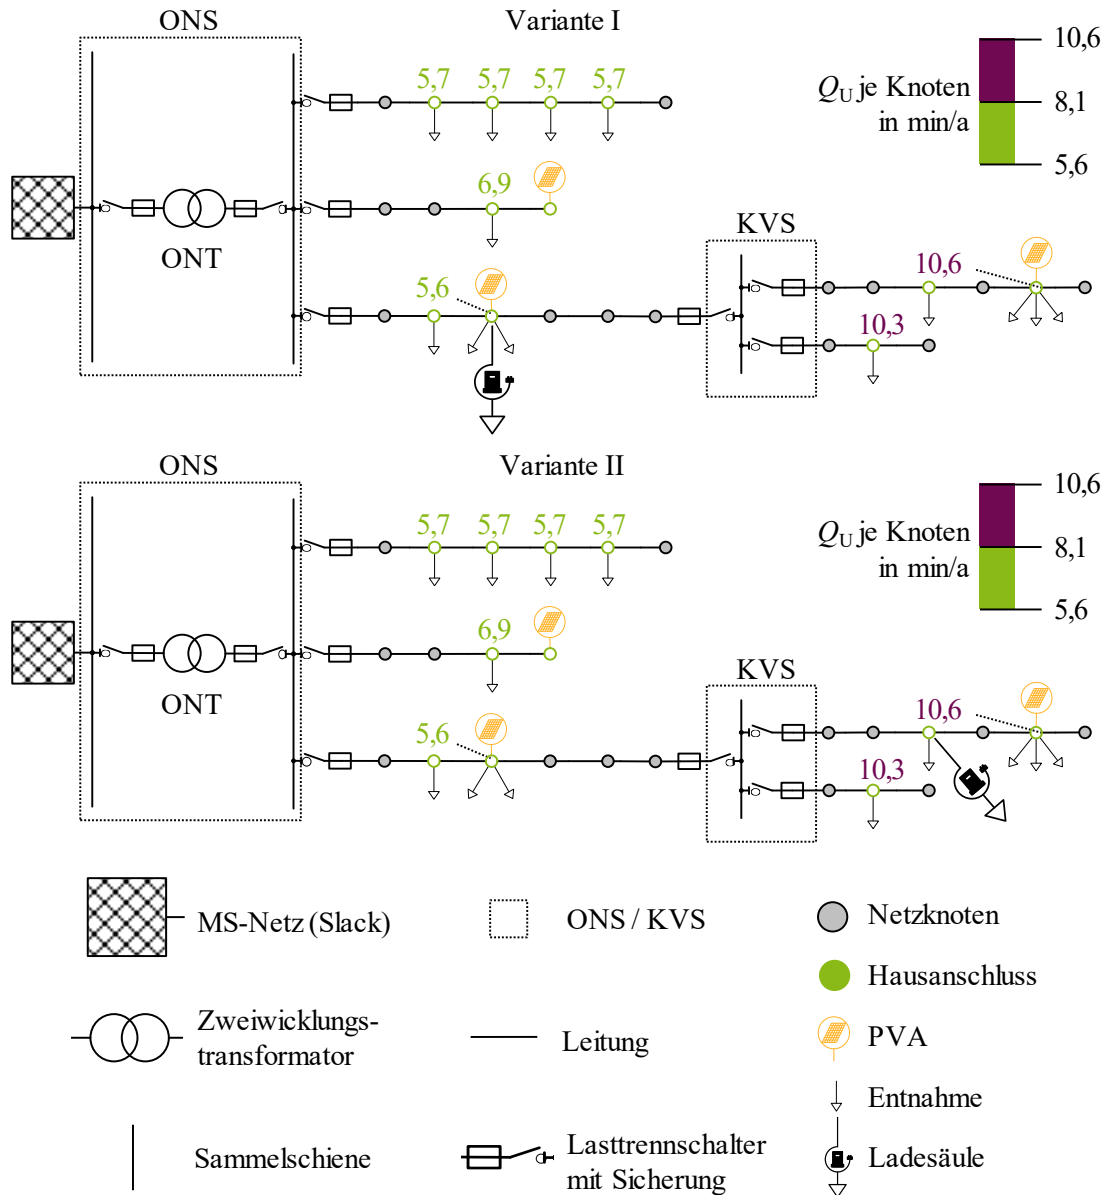 ONS
Variante I
10,6
Q_U je Knoten
8,1
in min/a
5,6
5,7 5,7 5,7 5,7
6,9
ONT
KVS
5,6
10,6
10,3
ONS
Variante II
10,6
Q_U je Knoten
8,1
in min/a
5,6
5,7 5,7 5,7 5,7
6,9
ONT
KVS
5,6
10,6
10,3
MS-Netz (Slack)
ONS / KVS
Netzknoten
Hausanschluss
Zweiwicklungs-
transformator
Leitung
PVA
Entnahme
Sammelschiene
Lasttrennschalter
mit Sicherung
Ladesäule